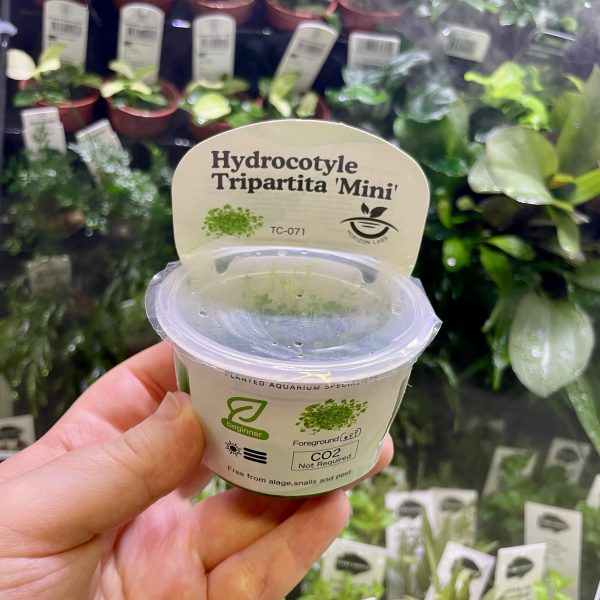 Hydrocotyle
Tripartita 'Mini'
TC-071
HORIZON LABS
PLANTED AQUARIUM
beginner
Foreground
CO2
Not Required
Free from alage,snails and pest